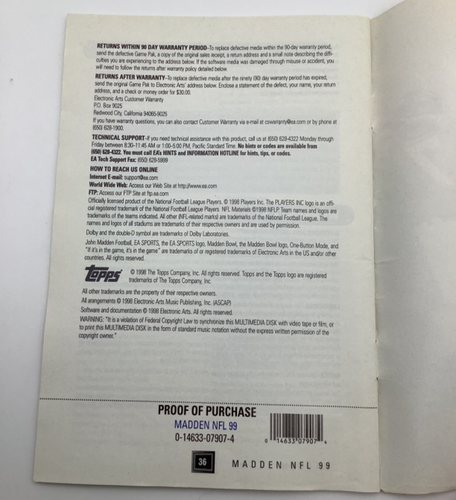 RETURNS WITHIN 90 DAY WARRANTY PERIOD-To replace defective media within the 90-day warranty period,
send the defective Game Pak, a copy of the original sales receipt, a return address and a small note describing the diffi-
culties you are experiencing to the address below. If the software media was damaged through misuse or accident, you
will need to follow the returns after warranty policy detailed below.
RETURNS AFTER WARRANTY-To replace defective media after the ninety (90) day warranty period has expired,
send the original Game Pak to Electronic Arts' address below. Enclose a statement of the defect, your name, your return
address, and a check or money order for $30.00.
Electronic Arts Customer Warranty
P.O. Box 9025
Redwood City, California 94063-9025
If you have warranty questions, you can also contact Customer Warranty via e-mail at cswarranty@ea.com or by phone at
(650) 628-1900.
TECHNICAL SUPPORT-If you need technical assistance with this product, call us at (650) 628-4322 Monday through
Friday between 8:30-11:45 AM or 1:00-5:00 PM, Pacific Standard Time. No hints or codes are available from
(650) 628-4322. You must call EA's HINTS and INFORMATION HOTLINE for hints, tips, or codes.
EA Tech Support Fax: (650) 628-5999
HOW TO REACH US ONLINE
Internet E-mail: support@ea.com
World Wide Web: Access our Web Site at http://www.ea.com
FTP: Access our FTP Site at ftp.ea.com
Officially licensed product of the National Football League Players. © 1998 Players Inc. The PLAYERS INC logo is an offi-
cial registered trademark of the National Football League Players. NFL Materials ©1998 NFLP Team names and logos are
trademarks of the teams indicated. All other NFL-related mark(s) are trademarks of the National Football League. The
names and logos of all stadiums are trademarks of their respective owners and are used by permission.
Dolby and the double-D symbol are trademarks of Dolby Laboratories.
John Madden Football, EA SPORTS, the EA SPORTS logo, Madden Bowl, the Madden Bowl logo, One-Button Mode, and
"If it's in the game, it's in the game" are trademarks or registered trademarks of Electronic Arts in the US and/or other
countries. All rights reserved.
Topps © 1998 The Topps Company, Inc. All rights reserved. Topps and the Topps logo are registered
trademarks of The Topps Company, Inc.
All other trademarks are the property of their respective owners.
All arrangements © 1998 Electronic Arts Music Publishing, Inc. (ASCAP)
Software and documentation © 1998 Electronic Arts. All rights reserved.
WARNING: "It is a violation of Federal Copyright Law to synchronize this MULTIMEDIA DISK with video tape or film, or
to print this MULTIMEDIA DISK in the form of standard music notation without the express written permission of the
copyright owner."
PROOF OF PURCHASE
MADDEN NFL 99
0-14633-07907-4
0 14633 07907 4
36 MADDEN NFL 99